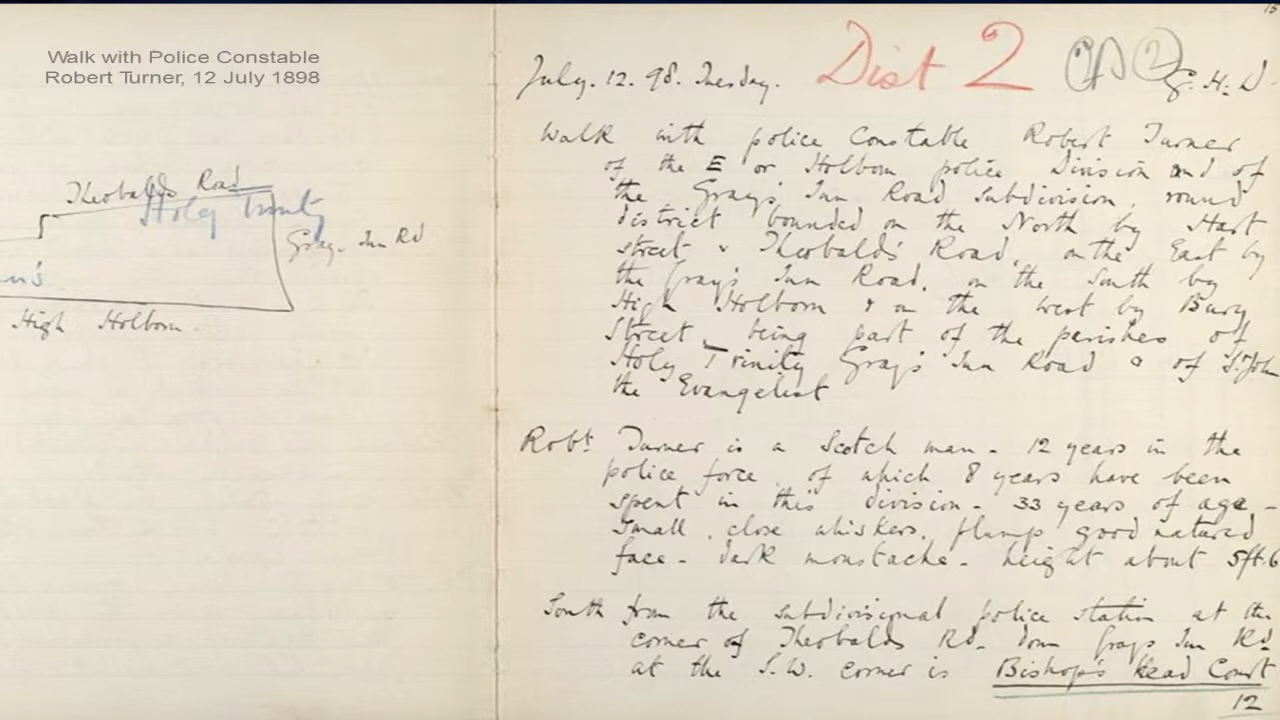 Walk with Police Constable
Robert Turner, 12 July 1898
Theobalds Road
Holy Trinity
Gray. Inn Rd
High Holborn.
15
July. 12. 98. Tuesday.
Dist 2
2
G. H. D
Walk with police Constable Robert Turner
of the E or Holborn police Division and of
the Gray's Inn Road Subdivision, round
district bounded on the North by Hart
street & Theobalds' Road, on the East by
the Gray's Inn Road, on the South by
High Holborn & on the west by Bury
Street, being part of the parishes of
Holy Trinity Gray's Inn Road & of St John
the Evangelist
Robt Turner is a Scotch man - 12 years in the
police force, of which 8 years have been
spent in this division - 33 years of age -
Small, close whiskers, plump good natured
face - dark moustache - height about 5ft.6
South from the subdivisional police station at the
corner of Theobalds Rd. down Grays Inn Rd
at the S.W. corner is Bishop's Head Court
12